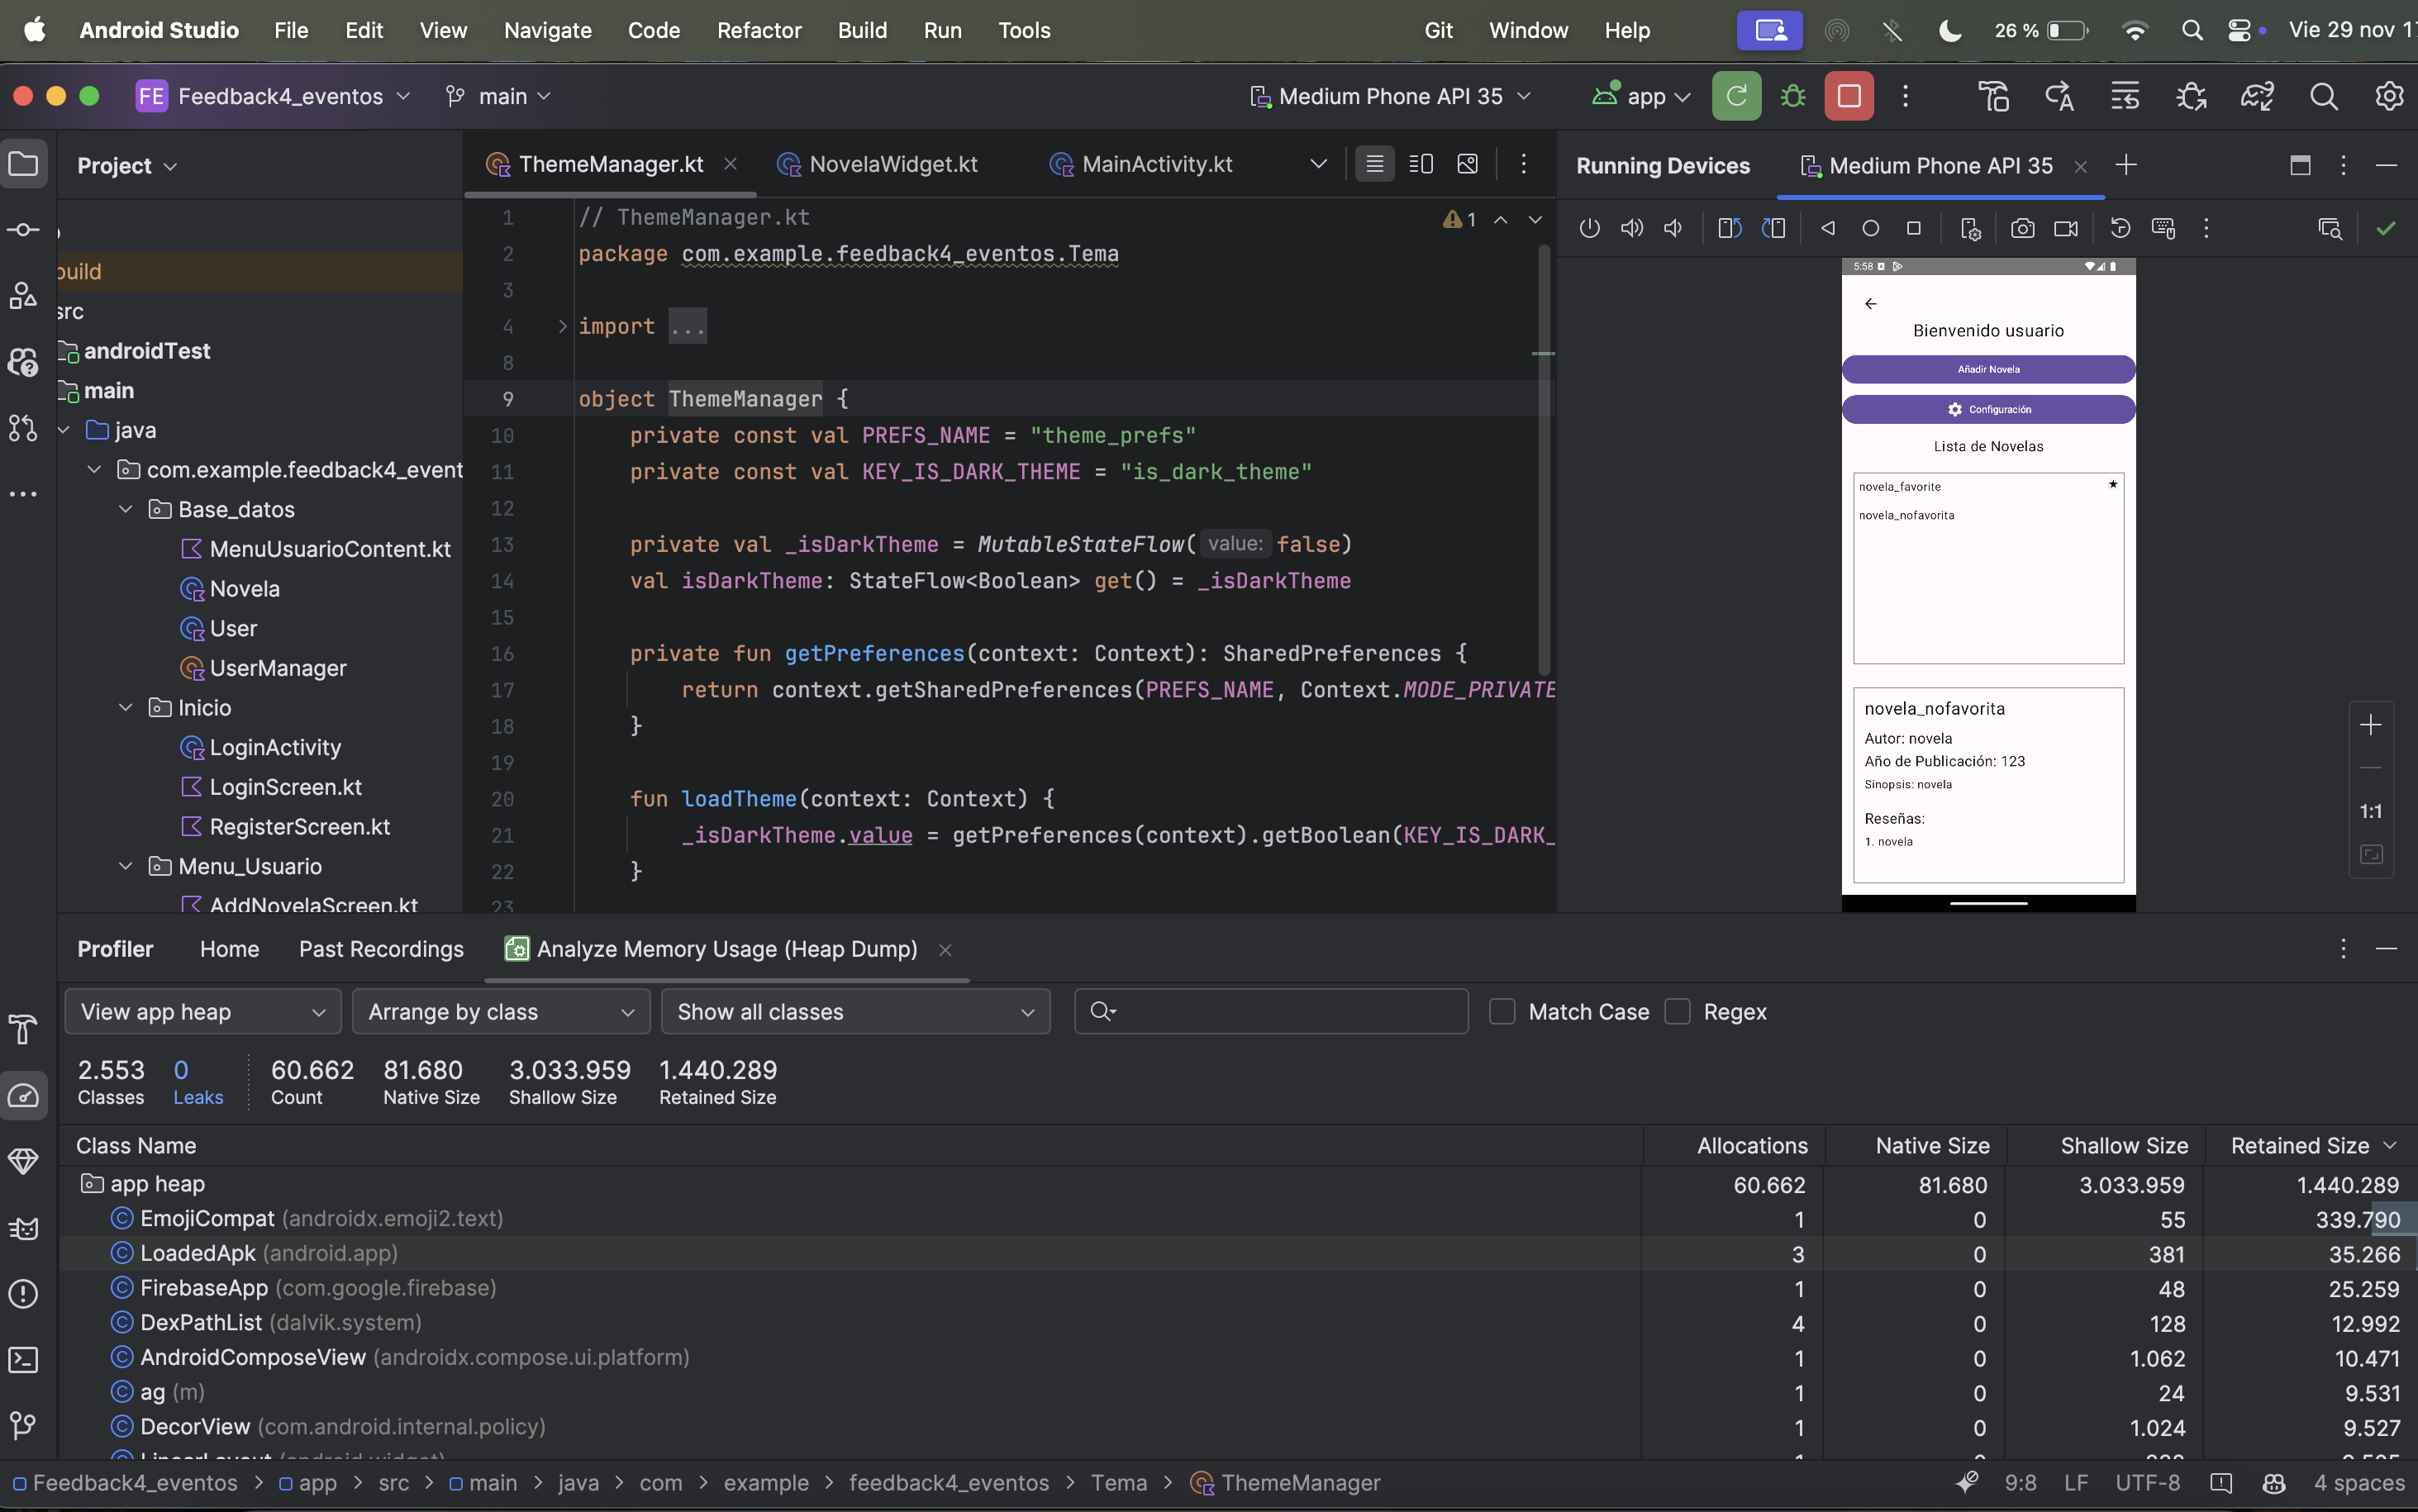 Android Studio File Edit View Navigate Code Refactor Build Run Tools Git Window Help 26 % Vie 29 nov 17
FE Feedback4_eventos main Medium Phone API 35 app
Project
build
src
androidTest
main
java
com.example.feedback4_event
Base_datos
MenuUsuarioContent.kt
Novela
User
UserManager
Inicio
LoginActivity
LoginScreen.kt
RegisterScreen.kt
Menu_Usuario
AddNovelaScreen.kt
ThemeManager.kt NovelaWidget.kt MainActivity.kt
1 // ThemeManager.kt
1
2 package com.example.feedback4_eventos.Tema
3
4 import ...
8
9 object ThemeManager {
10 private const val PREFS_NAME = "theme_prefs"
11 private const val KEY_IS_DARK_THEME = "is_dark_theme"
12
13 private val _isDarkTheme = MutableStateFlow( value: false)
14 val isDarkTheme: StateFlow<Boolean> get() = _isDarkTheme
15
16 private fun getPreferences(context: Context): SharedPreferences {
17 return context.getSharedPreferences(PREFS_NAME, Context.MODE_PRIVATE
18 }
19
20 fun loadTheme(context: Context) {
21 _isDarkTheme.value = getPreferences(context).getBoolean(KEY_IS_DARK_
22 }
23
Running Devices Medium Phone API 35
5:58
Bienvenido usuario
Añadir Novela
Configuración
Lista de Novelas
novela_favorite
novela_nofavorita
novela_nofavorita
Autor: novela
Año de Publicación: 123
Sinopsis: novela
Reseñas:
1. novela
1:1
Profiler Home Past Recordings Analyze Memory Usage (Heap Dump)
View app heap Arrange by class Show all classes Match Case Regex
2.553 0 60.662 81.680 3.033.959 1.440.289
Classes Leaks Count Native Size Shallow Size Retained Size
Class Name Allocations Native Size Shallow Size Retained Size
app heap 60.662 81.680 3.033.959 1.440.289
EmojiCompat (androidx.emoji2.text) 1 0 55 339.790
LoadedApk (android.app) 3 0 381 35.266
FirebaseApp (com.google.firebase) 1 0 48 25.259
DexPathList (dalvik.system) 4 0 128 12.992
AndroidComposeView (androidx.compose.ui.platform) 1 0 1.062 10.471
ag (m) 1 0 24 9.531
DecorView (com.android.internal.policy) 1 0 1.024 9.527
LinearLayout (android.widget)
Feedback4_eventos > app > src > main > java > com > example > feedback4_eventos > Tema > ThemeManager 9:8 LF UTF-8 4 spaces